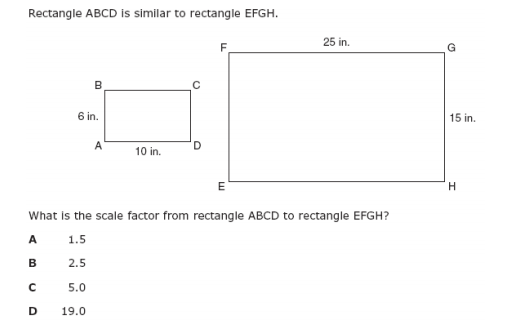 Rectangle ABCD is similar to rectangle EFGH.
F 25 in. G
B C
6 in. 15 in.
A 10 in. D
E H
What is the scale factor from rectangle ABCD to rectangle EFGH?
A 1.5
B 2.5
C 5.0
D 19.0